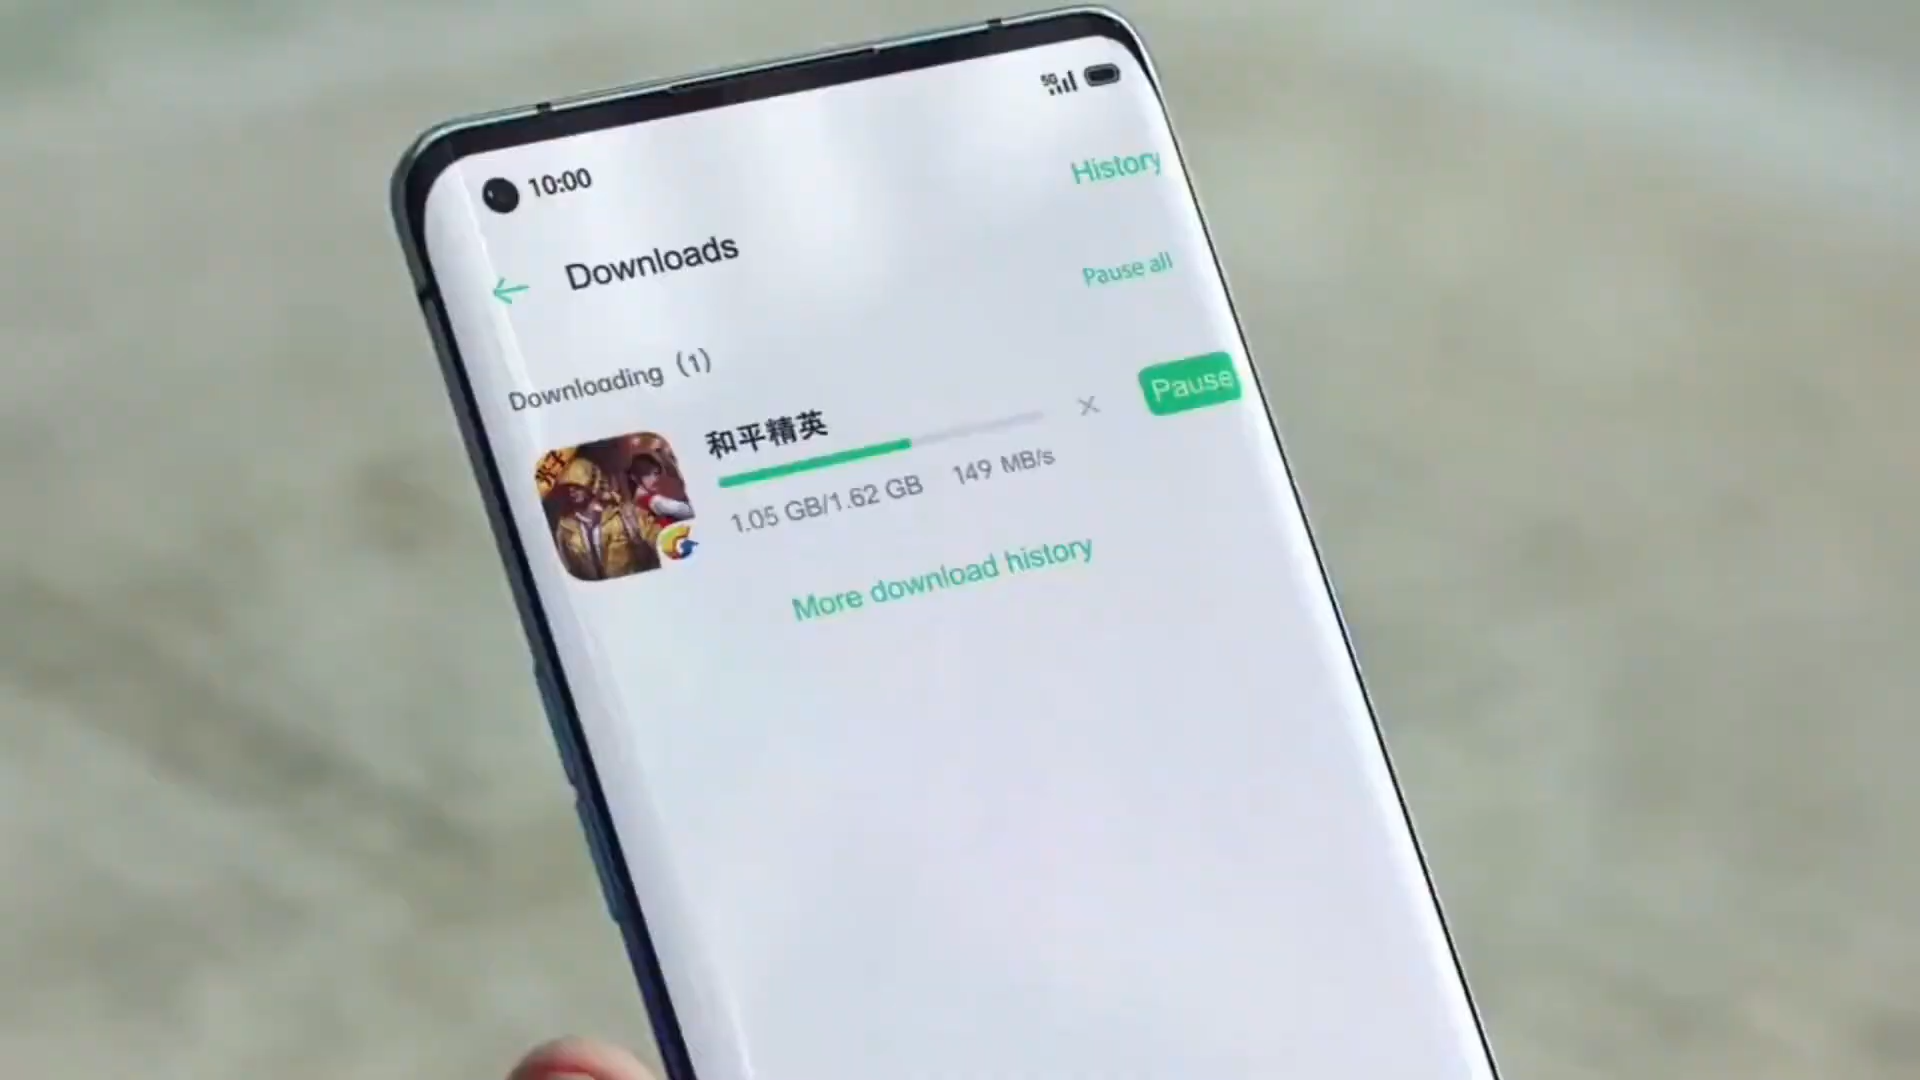 10:00
5G
History
Downloads
Pause all
Downloading (1)
和平精英
Pause
1.05 GB/1.62 GB 149 MB/s
More download history